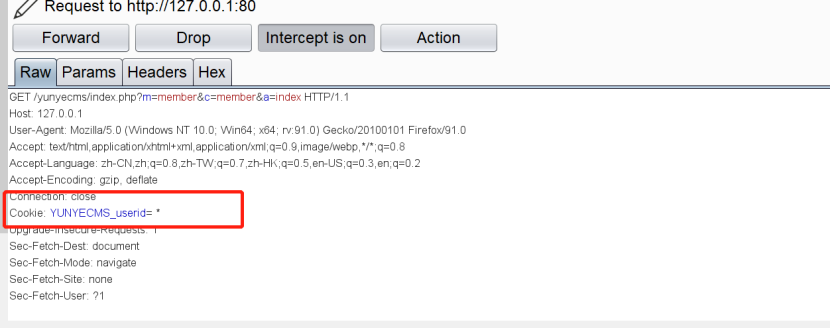 Request to http://127.0.0.1:80
Forward Drop Intercept is on Action
Raw Params Headers Hex
GET /yunyecms/index.php?m=member&c=member&a=index HTTP/1.1
Host: 127.0.0.1
User-Agent: Mozilla/5.0 (Windows NT 10.0; Win64; x64; rv:91.0) Gecko/20100101 Firefox/91.0
Accept: text/html,application/xhtml+xml,application/xml;q=0.9,image/webp,*/*;q=0.8
Accept-Language: zh-CN,zh;q=0.8,zh-TW;q=0.7,zh-HK;q=0.5,en-US;q=0.3,en;q=0.2
Accept-Encoding: gzip, deflate
Connection: close
Cookie: YUNYECMS_userid= *
Upgrade-Insecure-Requests: 1
Sec-Fetch-Dest: document
Sec-Fetch-Mode: navigate
Sec-Fetch-Site: none
Sec-Fetch-User: ?1